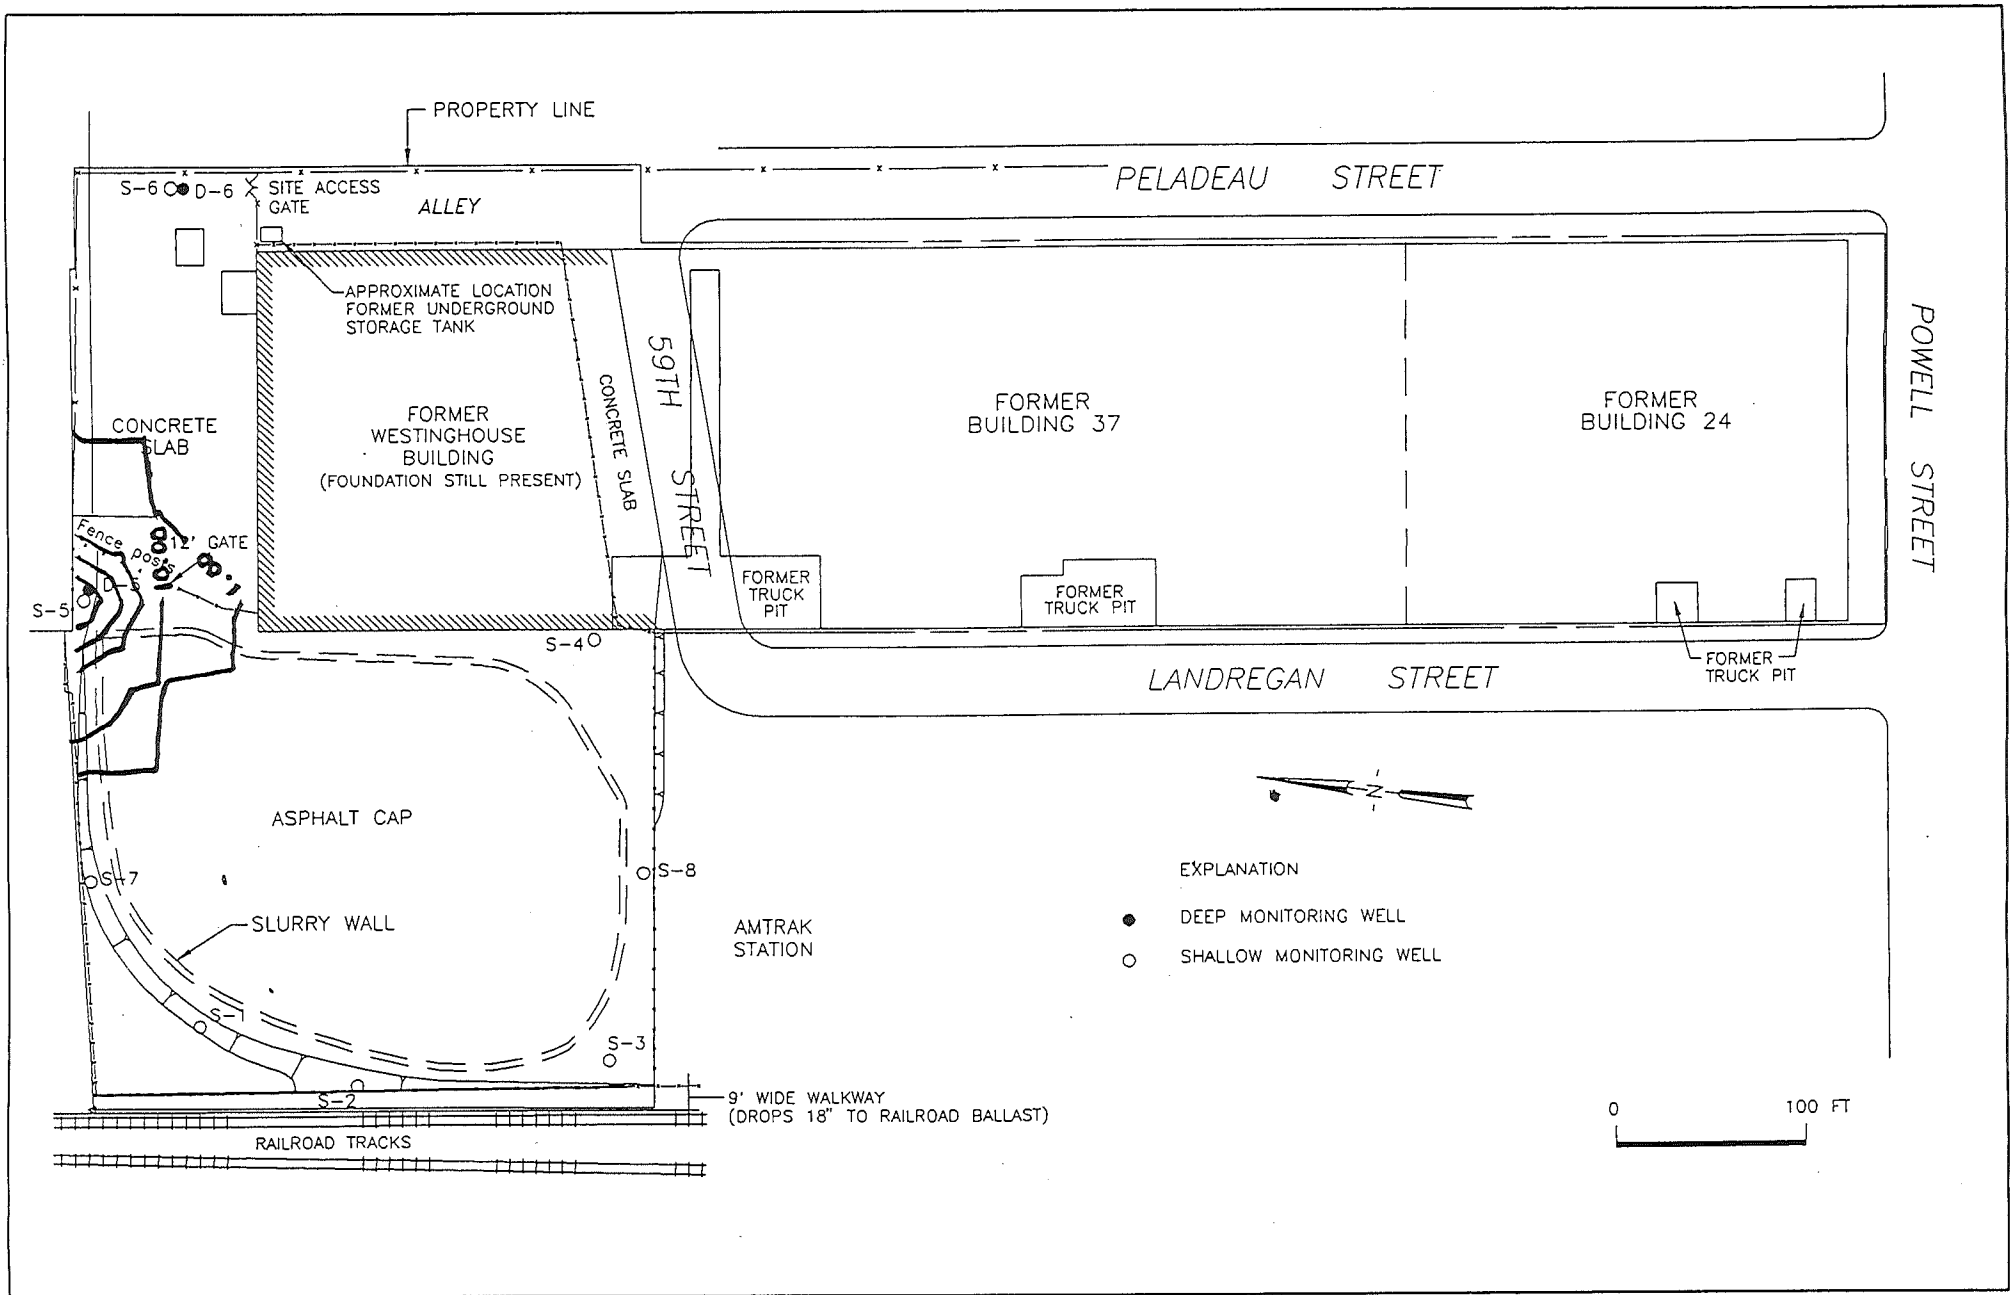 PROPERTY LINE
PELADEAU STREET
S-6
D-6
SITE ACCESS
GATE
ALLEY
APPROXIMATE LOCATION
FORMER UNDERGROUND
STORAGE TANK
POWELL STREET
59TH STREET
CONCRETE SLAB
CONCRETE
SLAB
FORMER
WESTINGHOUSE
BUILDING
(FOUNDATION STILL PRESENT)
FORMER
BUILDING 37
FORMER
BUILDING 24
Fence posts
12' GATE
D-5
S-5
10.00
1.00
FORMER
TRUCK
PIT
FORMER
TRUCK PIT
S-4
FORMER
TRUCK PIT
LANDREGAN STREET
N
ASPHALT CAP
S-7
S-8
EXPLANATION
DEEP MONITORING WELL
SHALLOW MONITORING WELL
SLURRY WALL
AMTRAK
STATION
S-1
S-3
S-2
9' WIDE WALKWAY
(DROPS 18" TO RAILROAD BALLAST)
RAILROAD TRACKS
0 100 FT